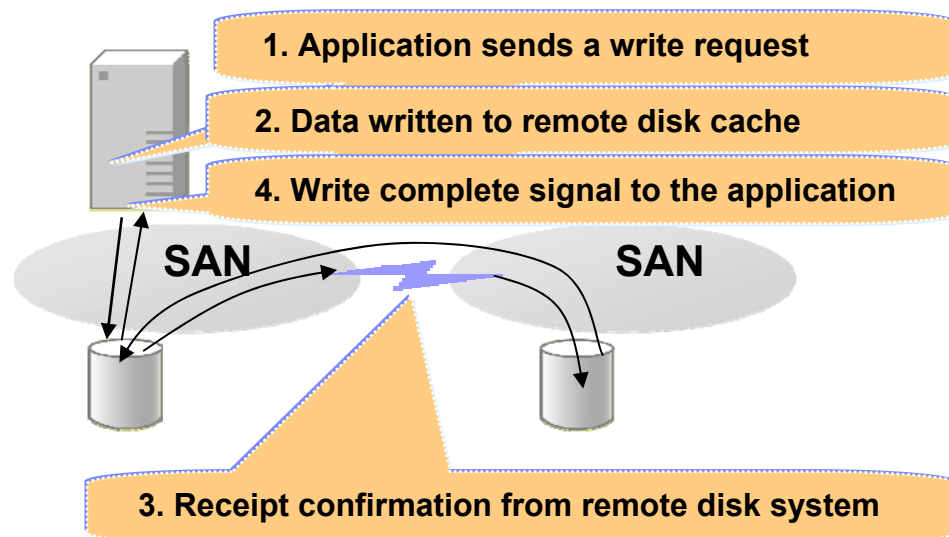 1. Application sends a write request
2. Data written to remote disk cache
4. Write complete signal to the application
SAN
SAN
3. Receipt confirmation from remote disk system